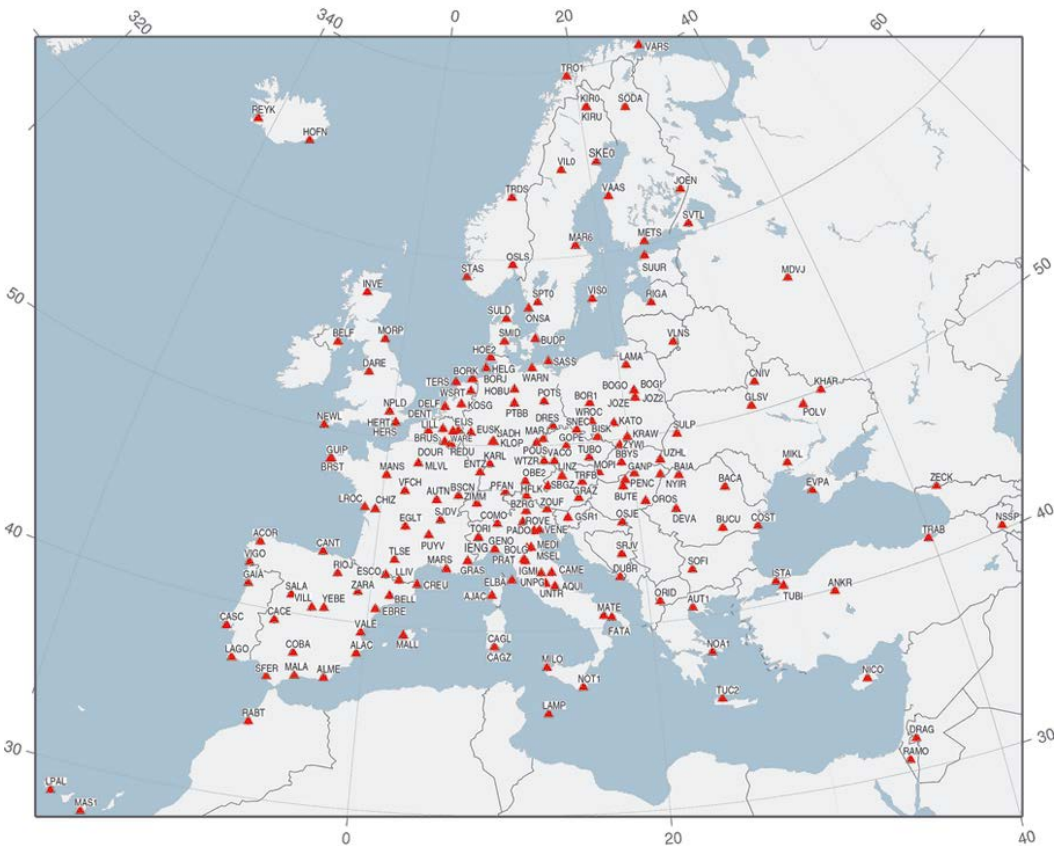 320
340
0
20
40
60
VARS
TRO1
REYK
KIR0
SODA
KIRU
HOFN
SKE0
VIL0
JOEN
TRDS
VAAS
SVTL
METS
MAR6
OSLS
SUUR
STAS
MDVJ
50
INVE
SPT0
VIS0
RIGA
50
SULD
ONSA
BELF
MORP
SMID
BUDP
VLNS
HOE2
SASS
LAMA
DARE
HELG
BORK
BORJ
WARN
CNIV
TERS
BOGO
BOGI
KHAR
WSRT
HOBU
POTS
JOZ2
NPLD
DELF
KOSG
BOR1
JOZE
GLSV
DENT
PTBB
WROC
POLV
NEWL
HERT
LILL
EIJS
DRES
SNEC
KATO
HERS
EUSK
MARJ
BISK
KRAW
SULP
BRUS
WARE
KLOP
GOPE
ZYWI
GUIP
DOUR
REDU
POUS
VACO
TUBO
BBYS
UZHL
MIKL
BRST
MLVL
KARL
WTZR
LINZ
MOPI
GANP
BAIA
MANS
ENTZ
OBE2
TRFB
PENC
NYIR
ZECK
VFCH
BSCN
PFAN
HFLK
SBGZ
GRAZ
BUTE
OROS
BACA
EVPA
LROC
CHIZ
AUTN
ZIMM
BZRG
ZOUF
NSSP
40
SJDV
COMO
ROVE
GSR1
OSJE
DEVA
BUCU
COST
40
EGLT
TORI
PADO
VENE
ACOR
PUYV
GENO
MEDI
SRJV
TRAB
VIGO
CANT
TLSE
MARS
IENG
BOLG
MSEL
SOFI
RIOJ
ESCO
LLIV
GRAS
PRAT
IGMI
CAME
DUBR
ISTA
GAIA
ZARA
CREU
ELBA
UNPG
AQUI
ANKR
SALA
BELL
AJAC
UNTR
ORID
AUT1
TUBI
VILL
YEBE
EBRE
MATE
CASC
CACE
VALE
FATA
LAGO
COBA
ALAC
MALL
CAGL
NOA1
SFER
MALA
ALME
CAGZ
MILO
NICO
NOT1
TUC2
RABT
LAMP
DRAG
30
RAMO
30
LPAL
MAS1
0
20
40